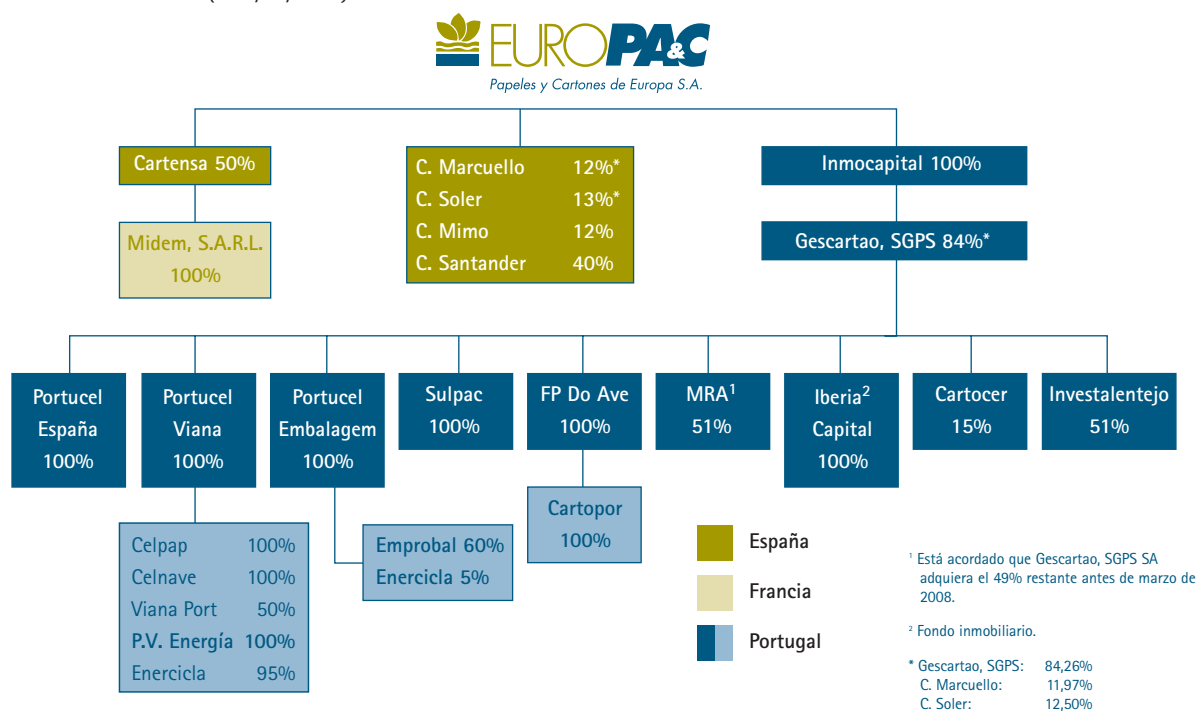 EUROPA&C
Papeles y Cartones de Europa S.A.
Cartensa 50%
Midem, S.A.R.L.
100%
C. Marcuello 12%*
C. Soler 13%*
C. Mimo 12%
C. Santander 40%
Inmocapital 100%
Gescartao, SGPS 84%*
Portucel
España
100%
Portucel
Viana
100%
Portucel
Embalagem
100%
Sulpac
100%
FP Do Ave
100%
MRA¹
51%
Iberia²
Capital
100%
Cartocer
15%
Investalentejo
51%
Celpap 100%
Celnave 100%
Viana Port 50%
P.V. Energía 100%
Enercicla 95%
Emprobal 60%
Enercicla 5%
Cartopor
100%
España
Francia
Portugal
¹ Está acordado que Gescartao, SGPS SA
adquiera el 49% restante antes de marzo de
2008.
² Fondo inmobiliario.
* Gescartao, SGPS: 84,26%
C. Marcuello: 11,97%
C. Soler: 12,50%